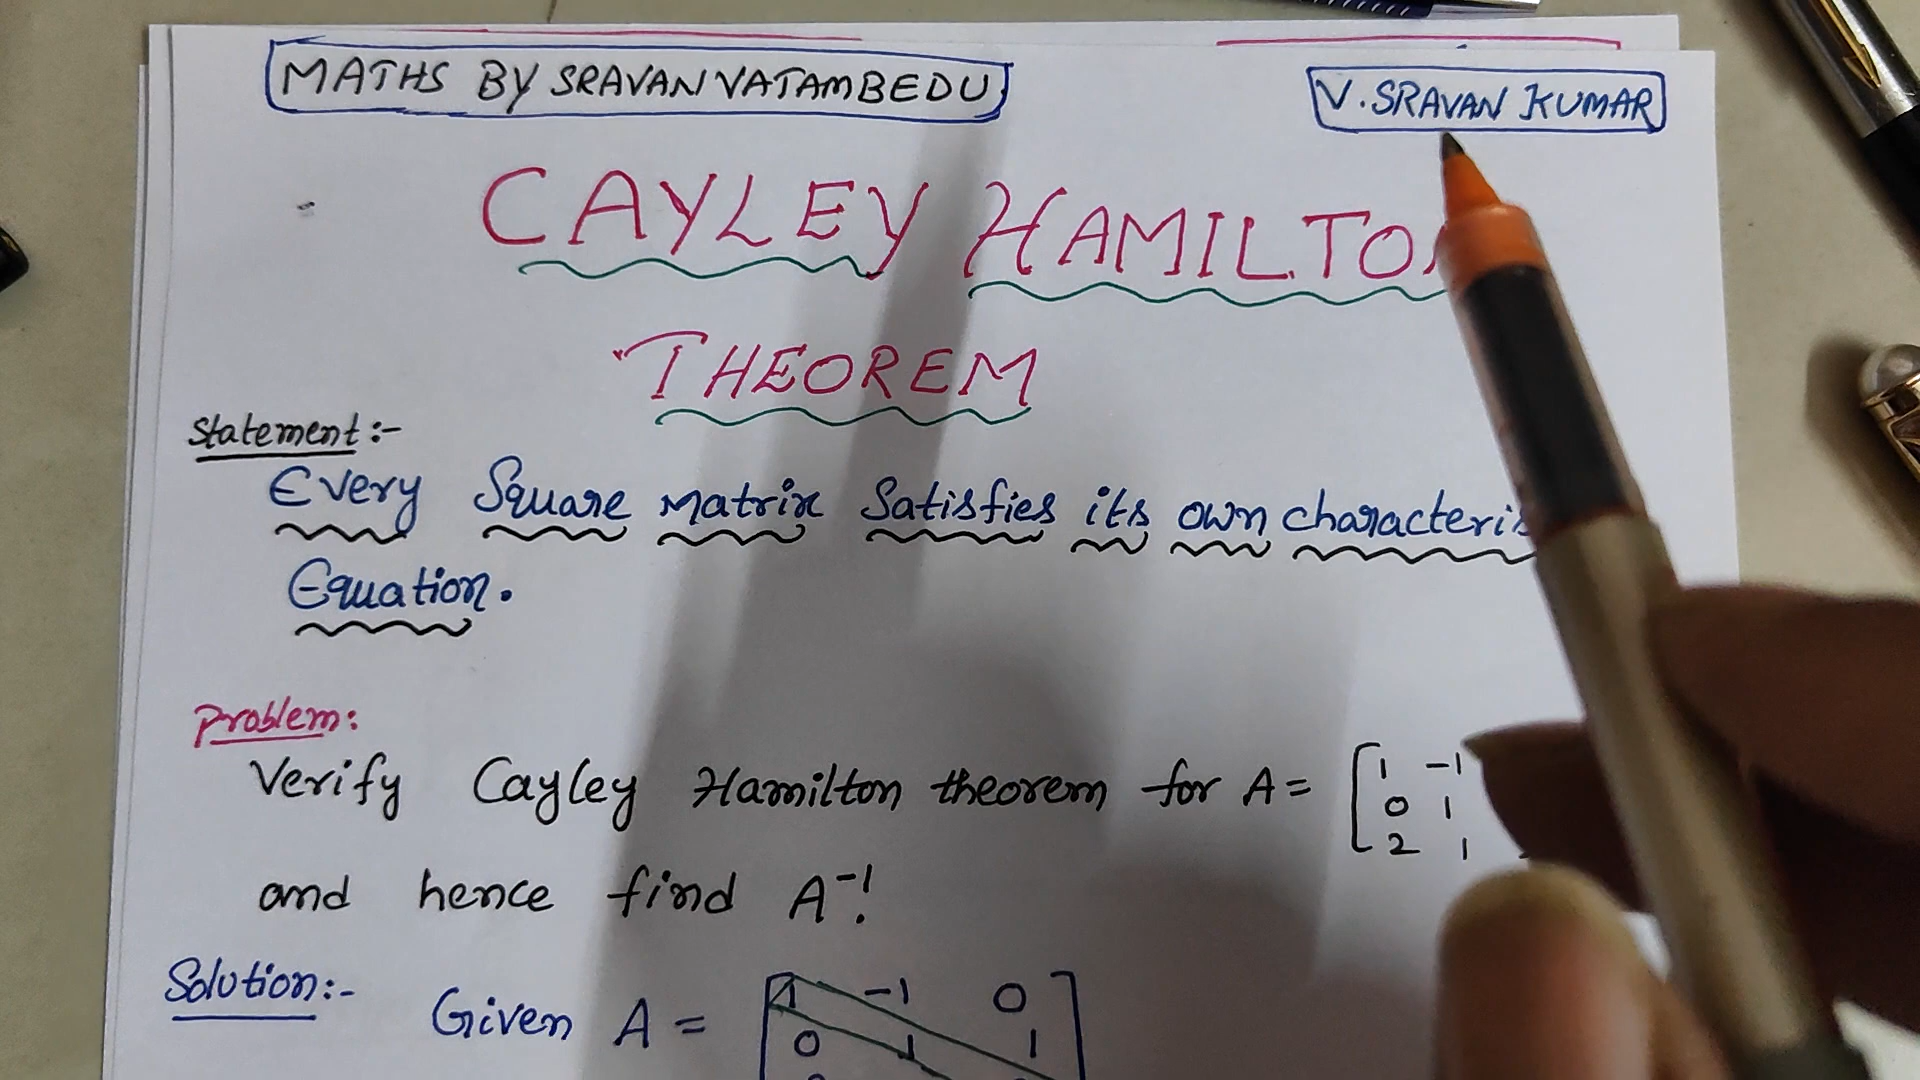 MATHS BY SRAVAN VATAMBEDU
V. SRAVAN KUMAR
CAYLEY HAMILTON
THEOREM
Statement:-
Every Square matrix Satisfies its own characteris
Equation.
Problem:
Verify Cayley Hamilton theorem for A = [ 1 -1
0 1
2 1
and hence find A⁻¹.
Solution:- Given A = [ 1 -1 0 ]
0 1 1